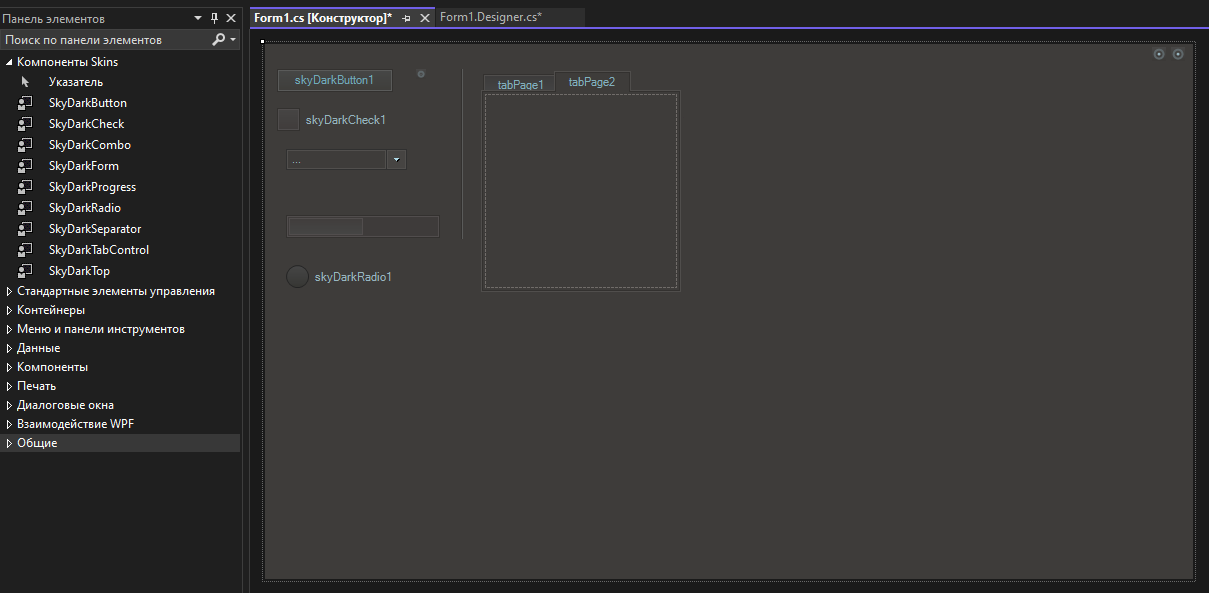 Панель элементов
Поиск по панели элементов
Компоненты Skins
Указатель
SkyDarkButton
SkyDarkCheck
SkyDarkCombo
SkyDarkForm
SkyDarkProgress
SkyDarkRadio
SkyDarkSeparator
SkyDarkTabControl
SkyDarkTop
Стандартные элементы управления
Контейнеры
Меню и панели инструментов
Данные
Компоненты
Печать
Диалоговые окна
Взаимодействие WPF
Общие
Form1.cs [Конструктор]*
Form1.Designer.cs*
skyDarkButton1
skyDarkCheck1
...
skyDarkRadio1
tabPage1
tabPage2